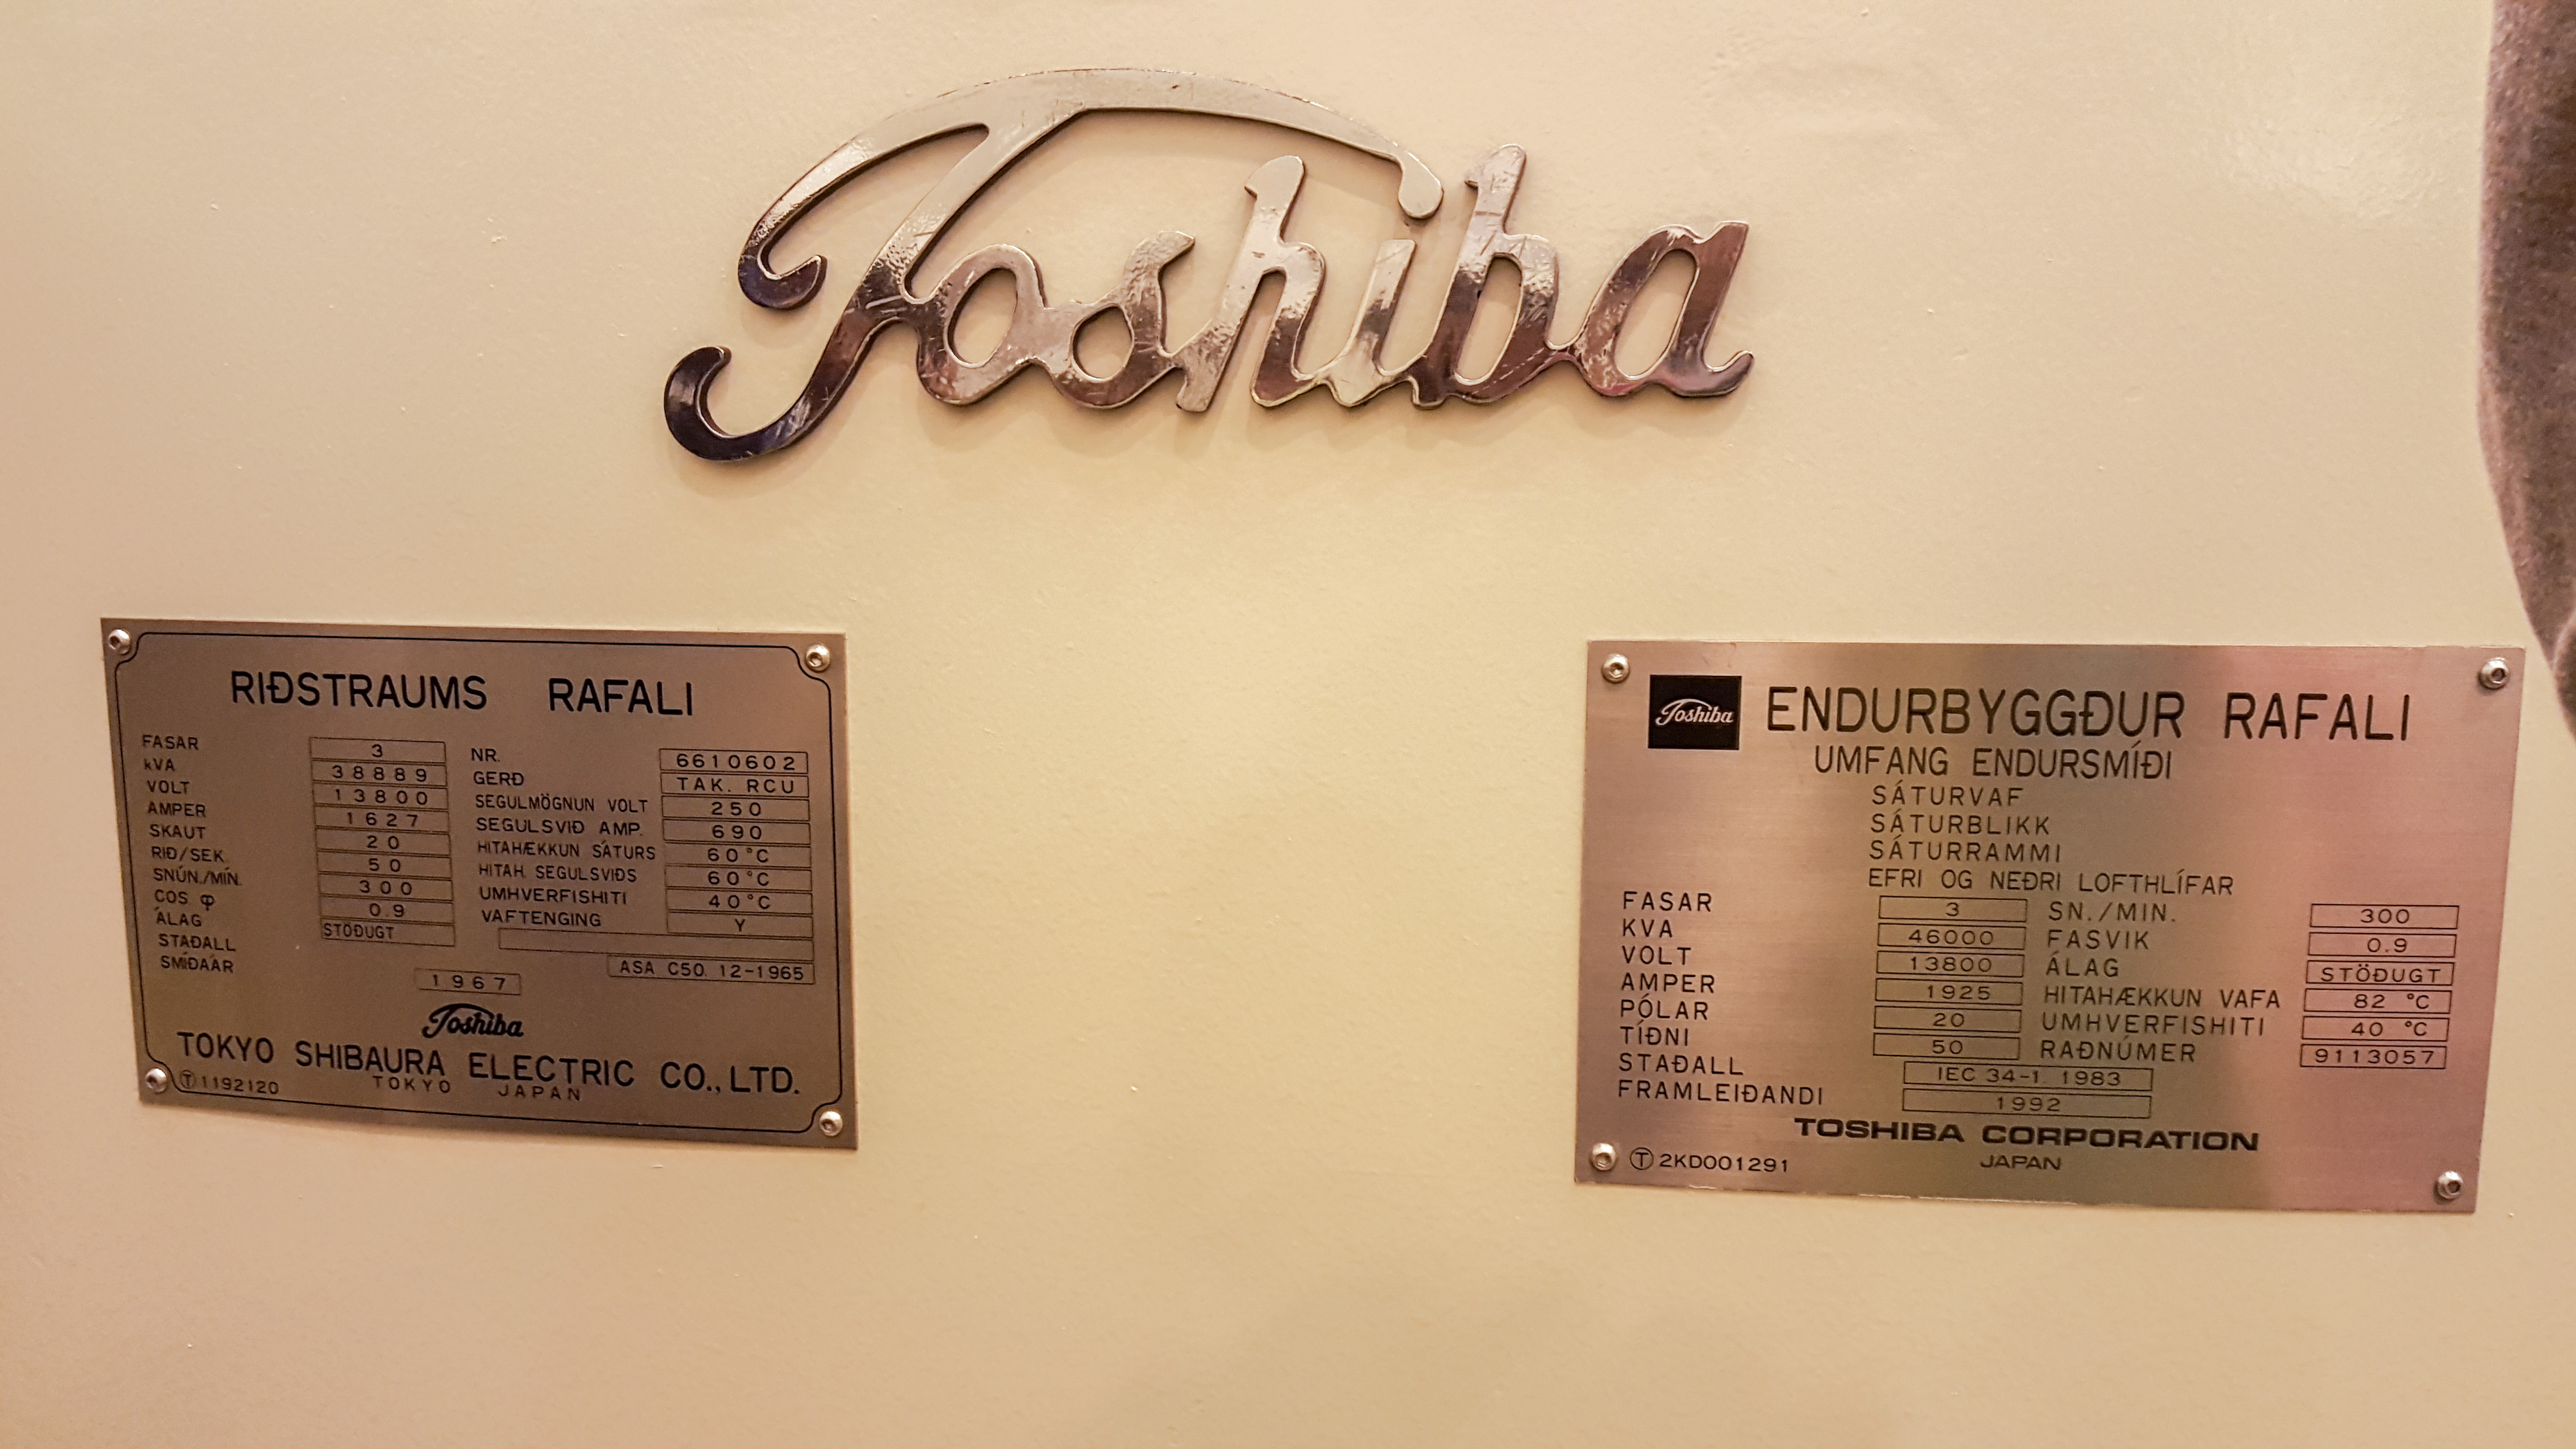 Toshiba
RIÐSTRAUMS RAFALI
FASAR 3
kVA 38889
VOLT 13800
AMPER 1627
SKAUT 20
RIÐ/SEK. 50
SNÚN./MÍN. 300
COS φ 0.9
ÁLAG STÖÐUGT
STAÐALL ASA C50. 12-1965
SMÍÐAÁR 1967
NR. 6610602
GERÐ TAK. RCU
SEGULMÖGNUN VOLT 250
SEGULSVIÐ AMP. 690
HITAHÆKKUN SÁTURS 60°C
HITAH. SEGULSVIÐS 60°C
UMHVERFISHITI 40°C
VAFTENGING Y
Toshiba
TOKYO SHIBAURA ELECTRIC CO., LTD.
Ⓣ1192120 TOKYO JAPAN
Toshiba ENDURBYGGÐUR RAFALI
UMFANG ENDURSMÍÐI
SÁTURVAF
SÁTURBLIKK
SÁTURRAMMI
EFRI OG NEÐRI LOFTHLÍFAR
FASAR 3 SN./MIN. 300
KVA 46000 FASVIK 0.9
VOLT 13800 ÁLAG STÖÐUGT
AMPER 1925 HITAHÆKKUN VAFA 82 °C
PÓLAR 20 UMHVERFISHITI 40 °C
TÍÐNI 50 RAÐNÚMER 9113057
STAÐALL IEC 34-1. 1983
FRAMLEIÐANDI 1992
TOSHIBA CORPORATION
Ⓣ 2KD001291 JAPAN